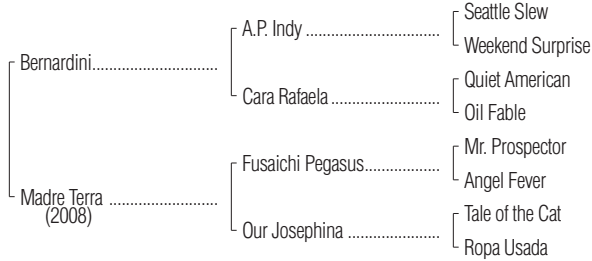 Seattle Slew
A.P. Indy ..............................
Weekend Surprise
Bernardini............................
Quiet American
Cara Rafaela ........................
Oil Fable
Mr. Prospector
Fusaichi Pegasus.................
Angel Fever
Madre Terra ........................
(2008)
Tale of the Cat
Our Josephina ....................
Ropa Usada